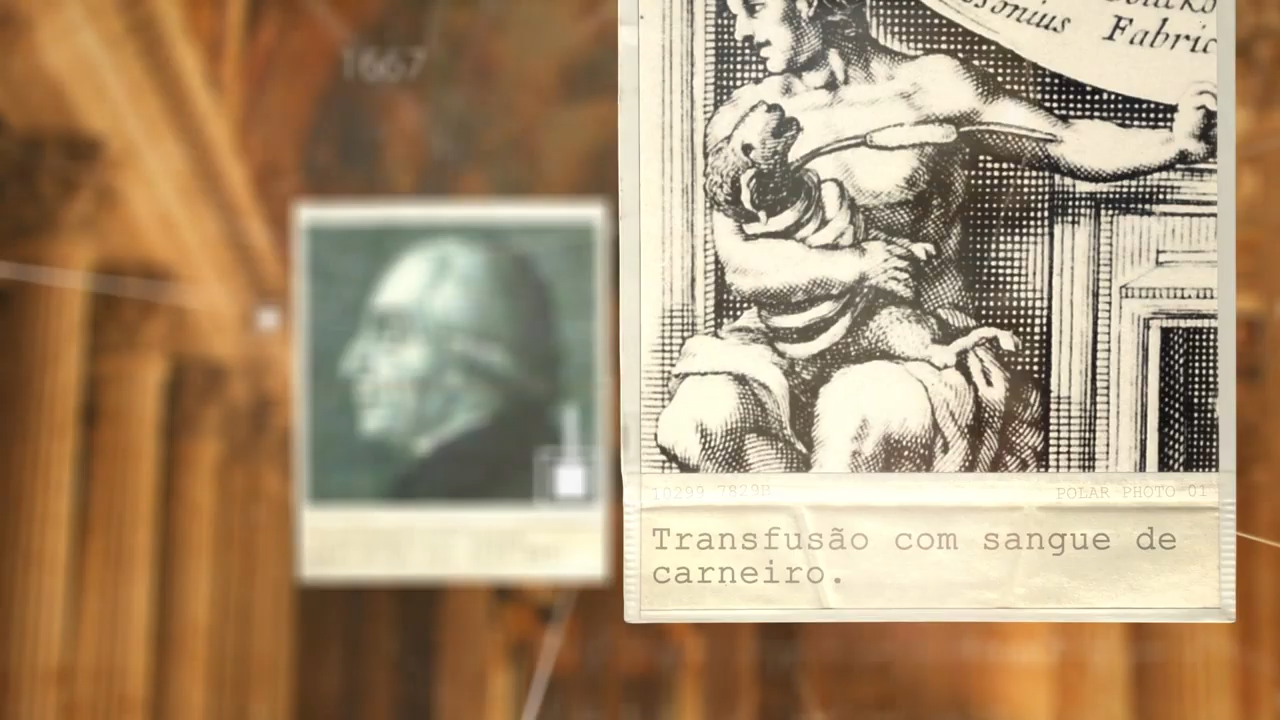 1667
Fabric
10299 7829B
POLAR PHOTO 01
Transfusão com sangue de
carneiro.